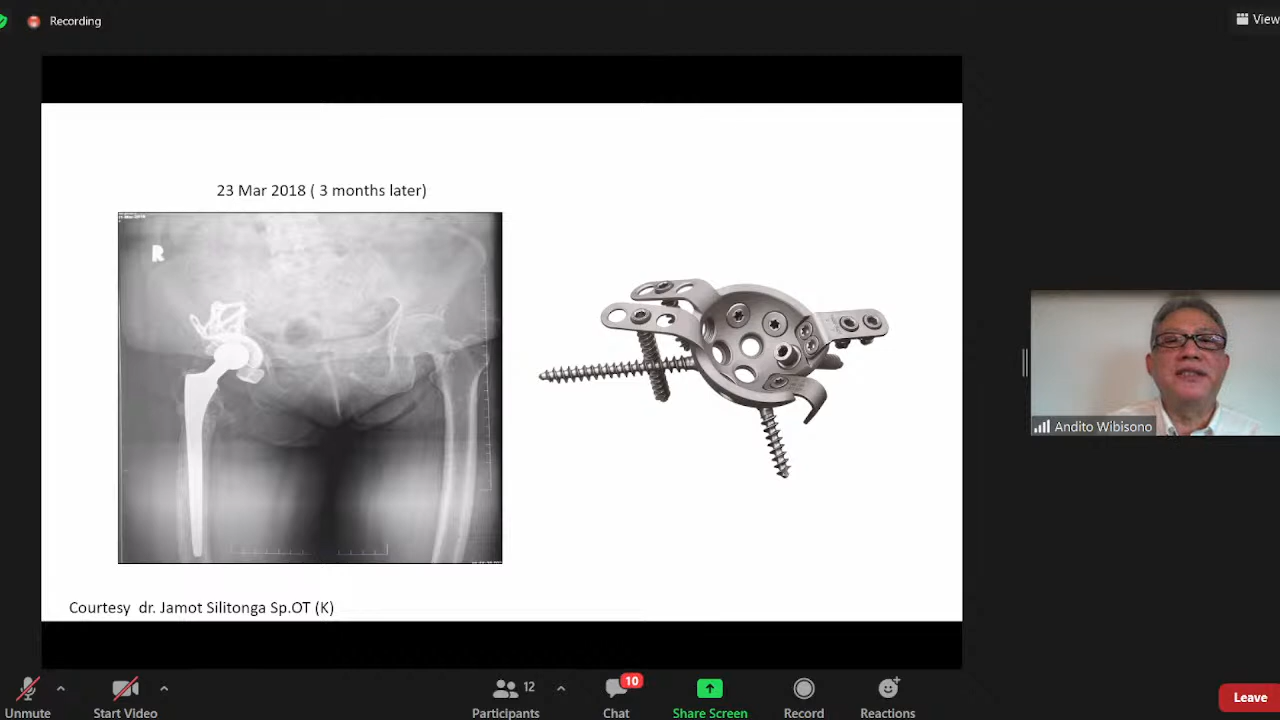 Recording
View
23 Mar 2018 ( 3 months later)
R
Andito Wibisono
Courtesy dr. Jamot Silitonga Sp.OT (K)
12
10
Unmute
Start Video
Participants
Chat
Share Screen
Record
Reactions
Leave